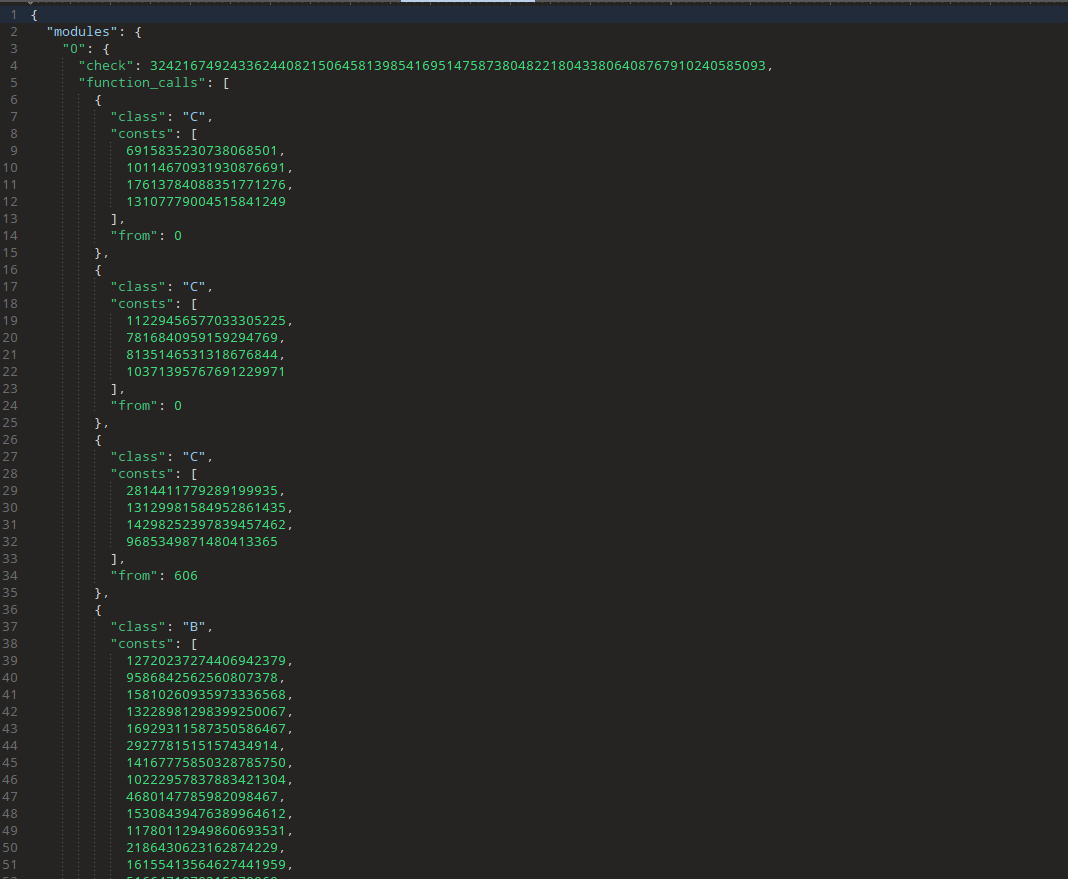 1 {
2 "modules": {
3 "0": {
4 "check": 32421674924336244082150645813985416951475873804822180433806408767910240585093,
5 "function_calls": [
6 {
7 "class": "C",
8 "consts": [
9 6915835230738068501,
10 10114670931930876691,
11 17613784088351771276,
12 13107779004515841249
13 ],
14 "from": 0
15 },
16 {
17 "class": "C",
18 "consts": [
19 11229456577033305225,
20 7816840959159294769,
21 8135146531318676844,
22 10371395767691229971
23 ],
24 "from": 0
25 },
26 {
27 "class": "C",
28 "consts": [
29 2814411779289199935,
30 13129981584952861435,
31 14298252397839457462,
32 9685349871480413365
33 ],
34 "from": 606
35 },
36 {
37 "class": "B",
38 "consts": [
39 12720237274406942379,
40 9586842562560807378,
41 15810260935973336568,
42 13228981298399250067,
43 16929311587350586467,
44 2927781515157434914,
45 14167775850328785750,
46 10222957837883421304,
47 4680147785982098467,
48 15308439476389964612,
49 11780112949860693531,
50 2186430623162874229,
51 16155413564627441959,